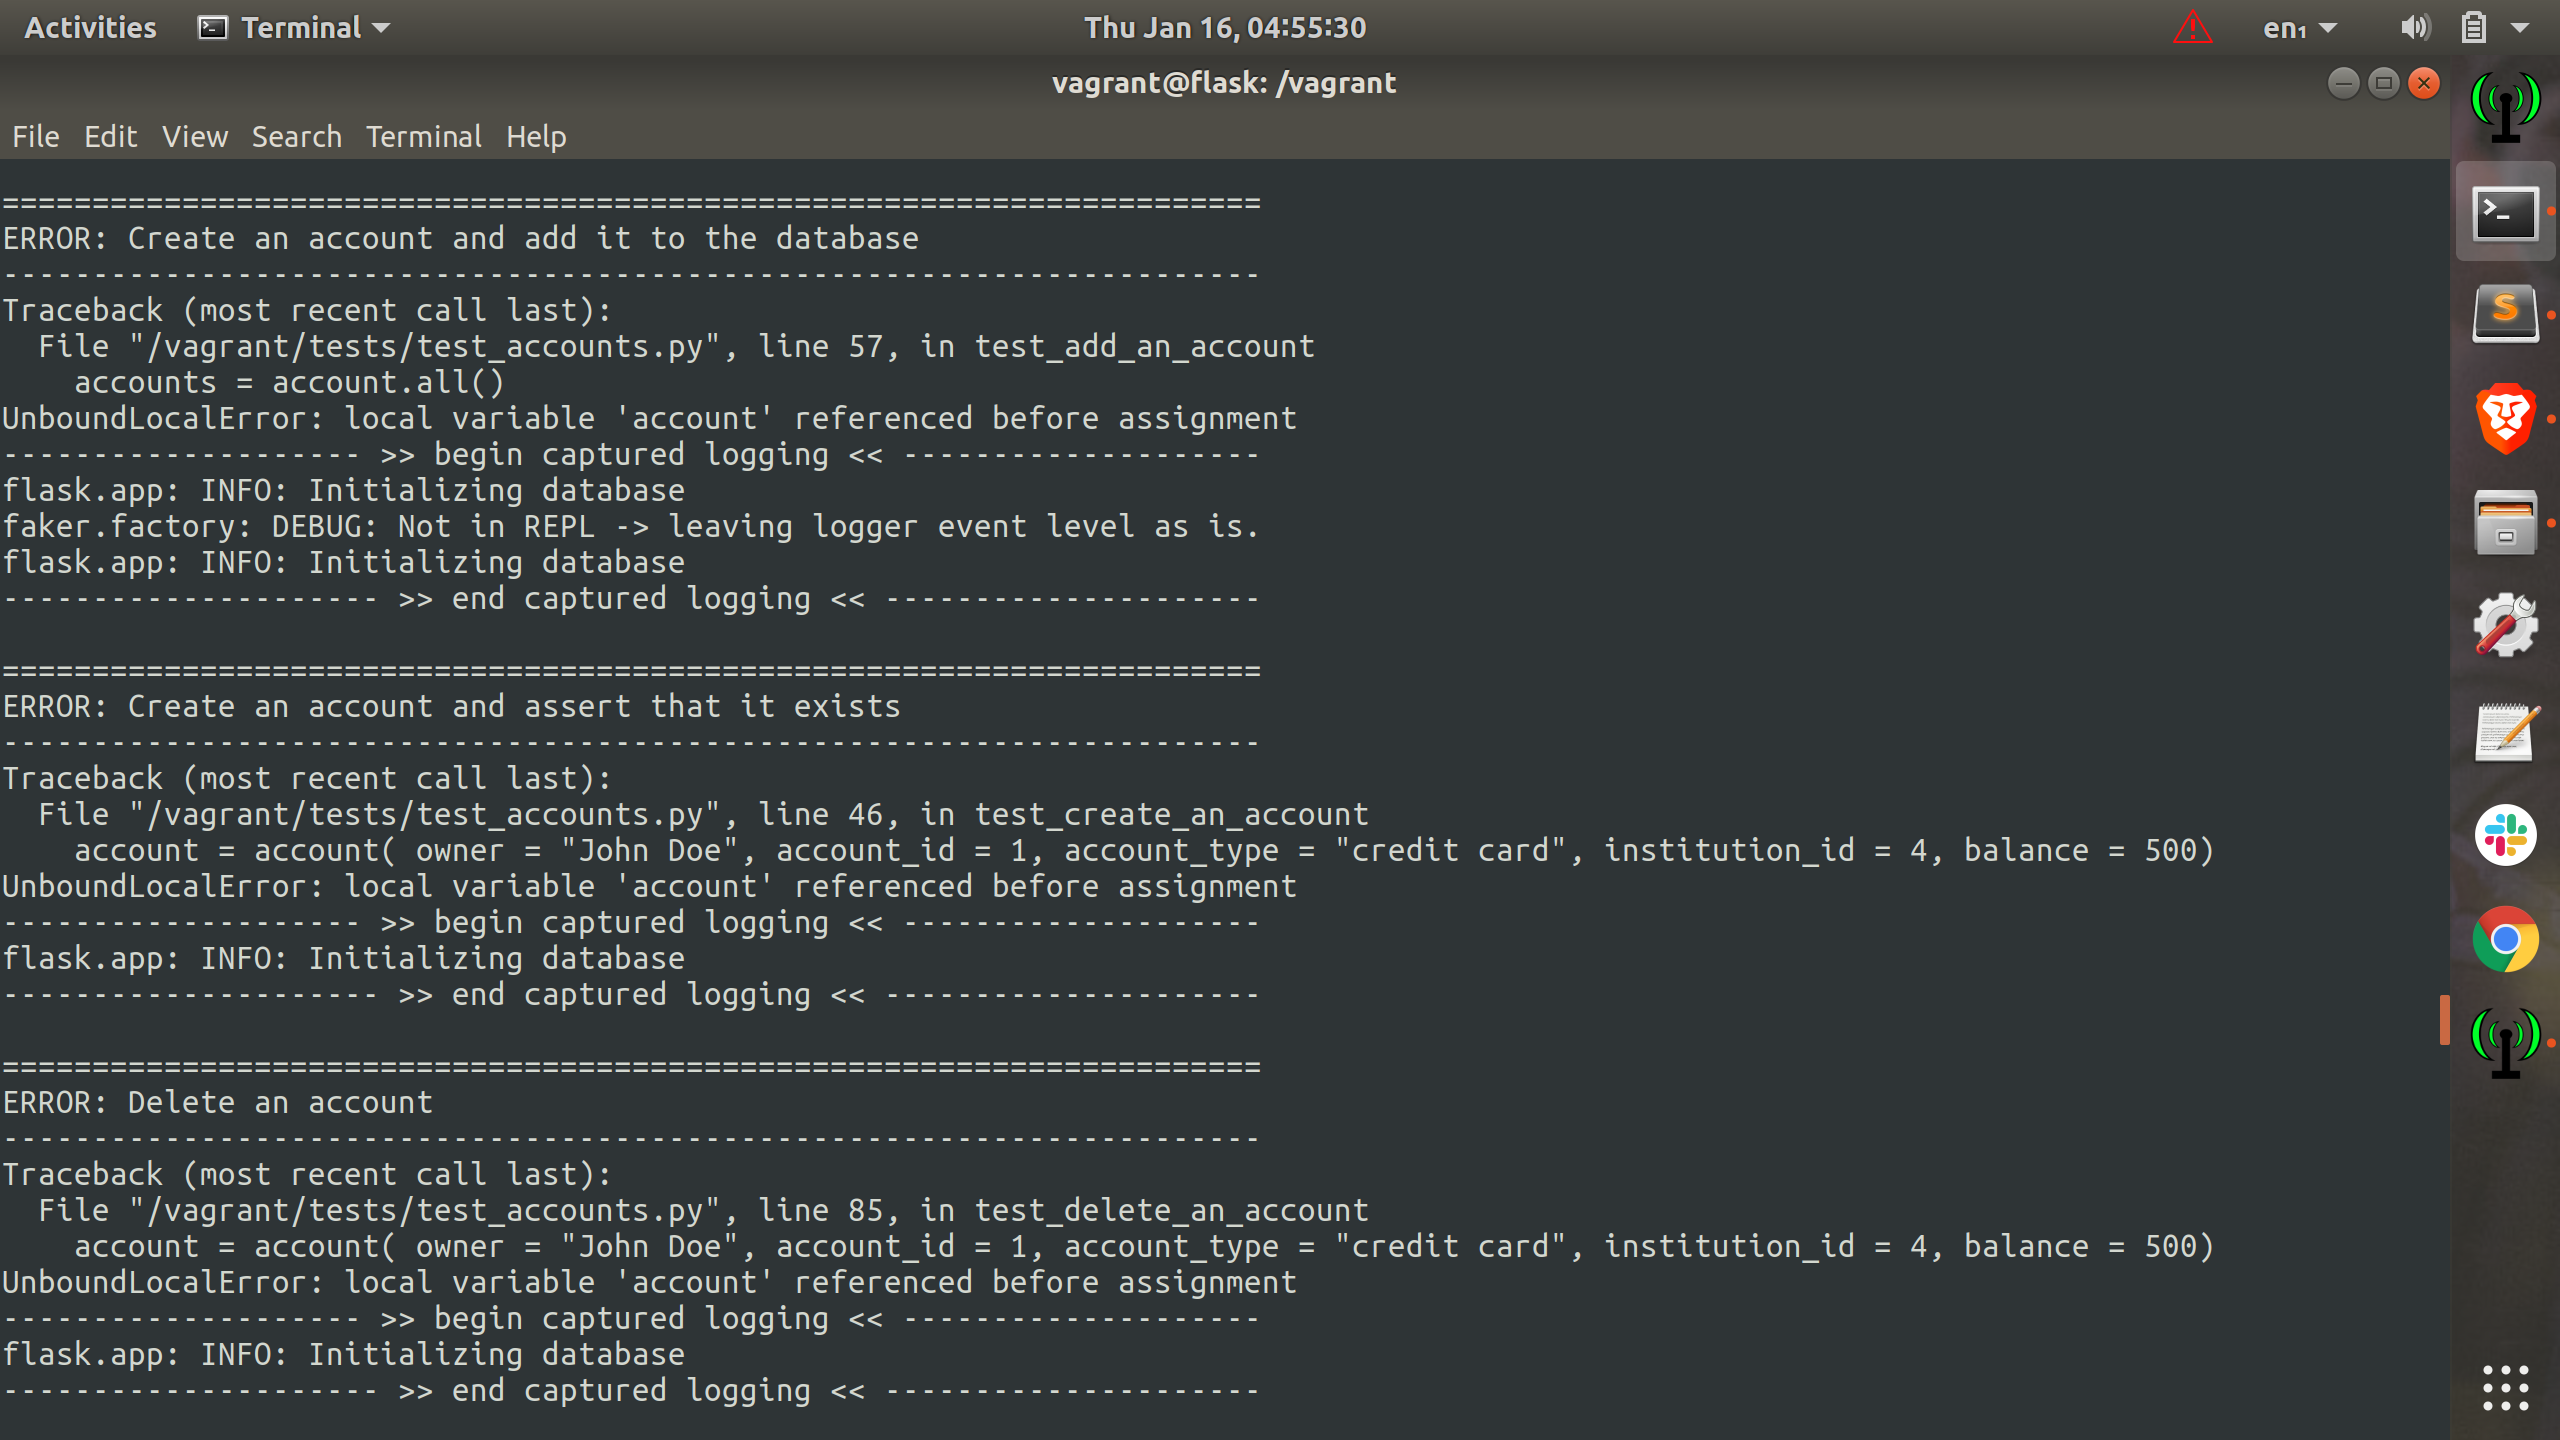 Activities Terminal Thu Jan 16, 04:55:30 en₁
vagrant@flask: /vagrant
File Edit View Search Terminal Help
======================================================================
ERROR: Create an account and add it to the database
----------------------------------------------------------------------
Traceback (most recent call last):
  File "/vagrant/tests/test_accounts.py", line 57, in test_add_an_account
    accounts = account.all()
UnboundLocalError: local variable 'account' referenced before assignment
-------------------- >> begin captured logging << --------------------
flask.app: INFO: Initializing database
faker.factory: DEBUG: Not in REPL -> leaving logger event level as is.
flask.app: INFO: Initializing database
--------------------- >> end captured logging << ---------------------
======================================================================
ERROR: Create an account and assert that it exists
----------------------------------------------------------------------
Traceback (most recent call last):
  File "/vagrant/tests/test_accounts.py", line 46, in test_create_an_account
    account = account( owner = "John Doe", account_id = 1, account_type = "credit card", institution_id = 4, balance = 500)
UnboundLocalError: local variable 'account' referenced before assignment
-------------------- >> begin captured logging << --------------------
flask.app: INFO: Initializing database
--------------------- >> end captured logging << ---------------------
======================================================================
ERROR: Delete an account
----------------------------------------------------------------------
Traceback (most recent call last):
  File "/vagrant/tests/test_accounts.py", line 85, in test_delete_an_account
    account = account( owner = "John Doe", account_id = 1, account_type = "credit card", institution_id = 4, balance = 500)
UnboundLocalError: local variable 'account' referenced before assignment
-------------------- >> begin captured logging << --------------------
flask.app: INFO: Initializing database
--------------------- >> end captured logging << ---------------------